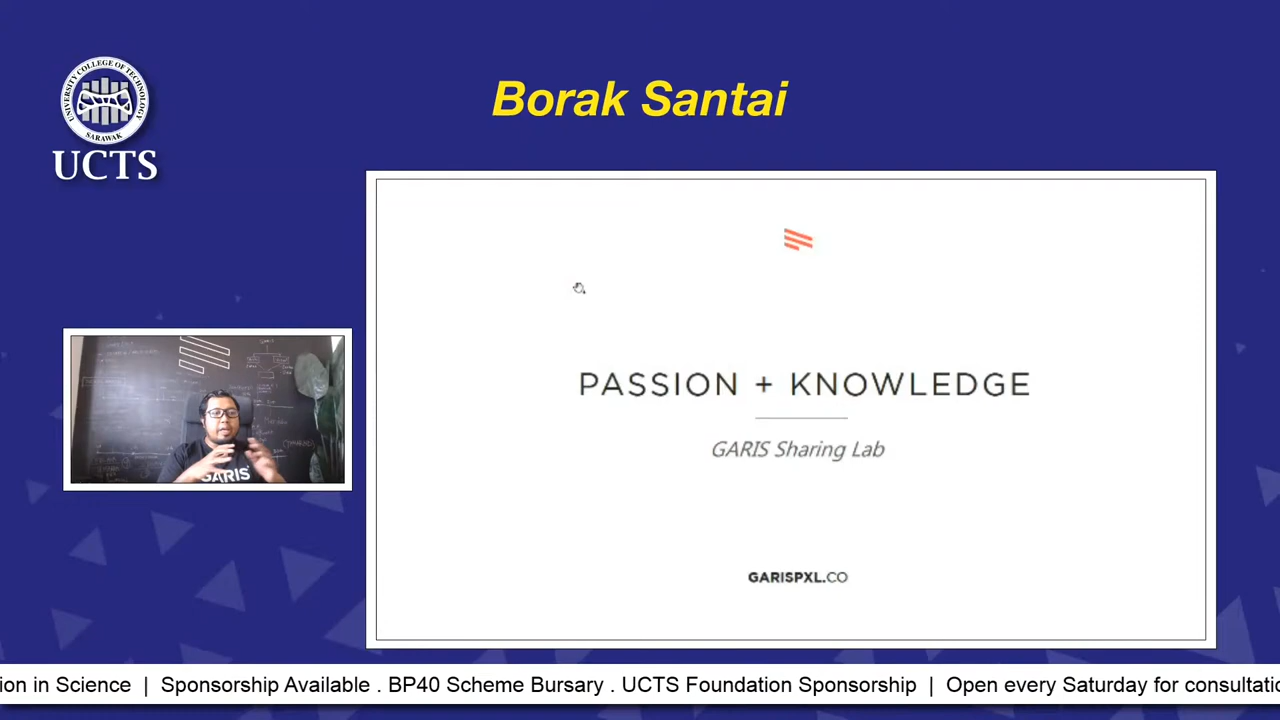 Borak Santai
UNIVERSITY COLLEGE OF TECHNOLOGY
SARAWAK
UCTS
PASSION + KNOWLEDGE
GARIS Sharing Lab
GARISPXL.CO
GARIS
ion in Science | Sponsorship Available . BP40 Scheme Bursary . UCTS Foundation Sponsorship | Open every Saturday for consultatio